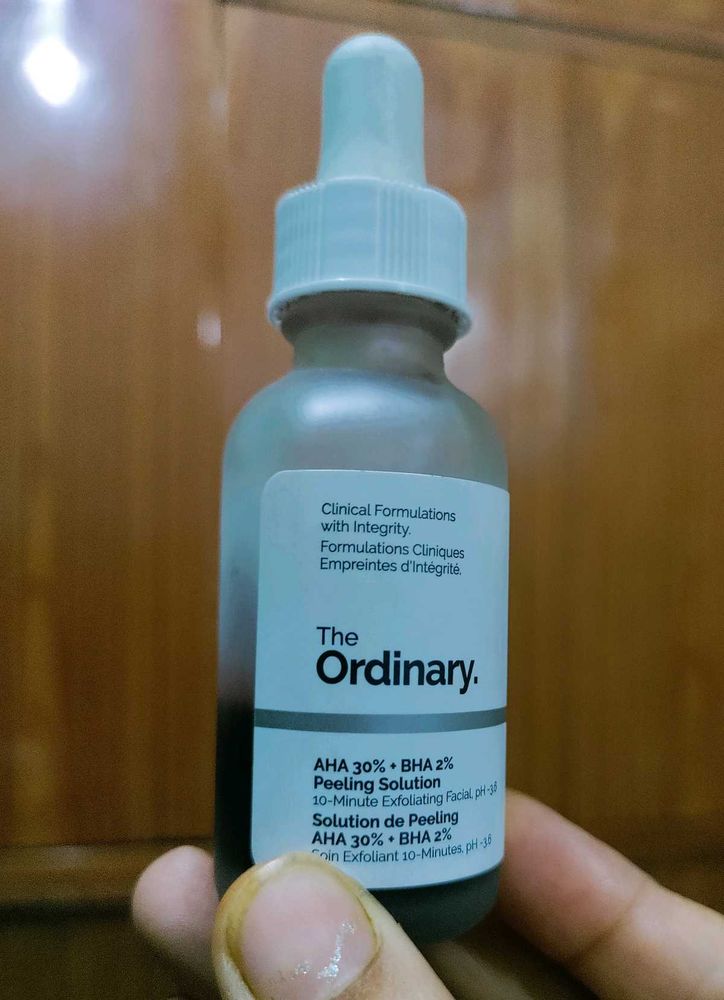 Clinical Formulations
with Integrity.
Formulations Cliniques
Empreintes d'Intégrité.
The
Ordinary.
AHA 30% + BHA 2%
Peeling Solution
10-Minute Exfoliating Facial, pH ~3.6
Solution de Peeling
AHA 30% + BHA 2%
Soin Exfoliant 10-Minutes, pH ~3.6